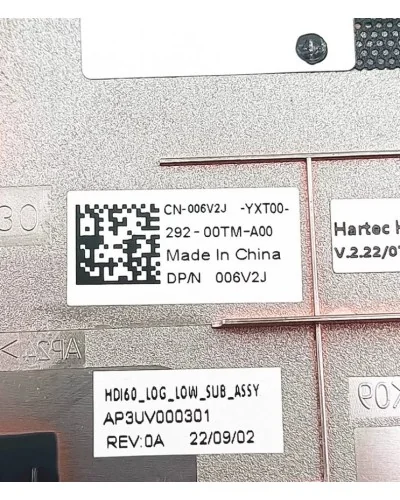 CN-006V2J -YXT00-
292-00TM-A00
Made In China
DP/N 006V2J
30
Hartec
V.2.22/0
HDI60_LOG_LOW_SUB_ASSY
AP3UV000301
REV:0A 22/09/02